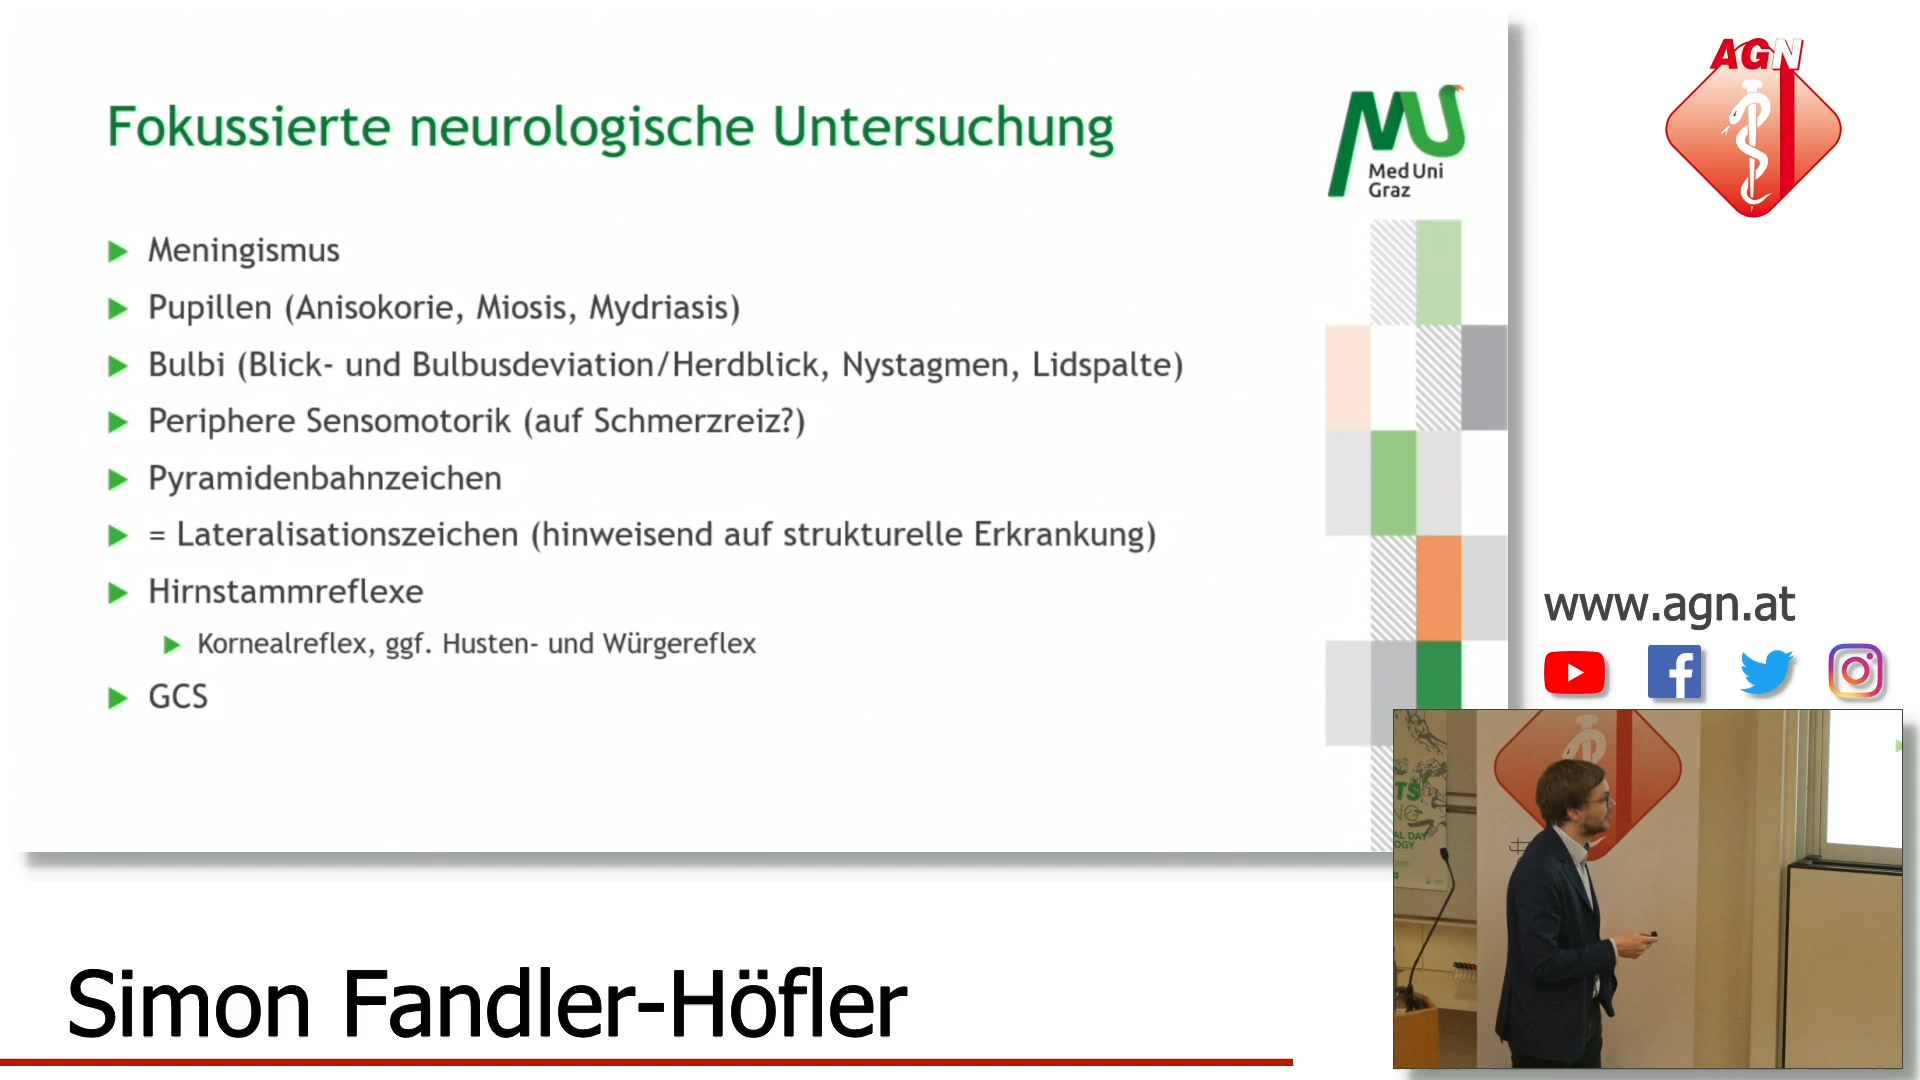 Fokussierte neurologische Untersuchung
Med Uni
Graz
Meningismus
Pupillen (Anisokorie, Miosis, Mydriasis)
Bulbi (Blick- und Bulbusdeviation/Herdblick, Nystagmen, Lidspalte)
Periphere Sensomotorik (auf Schmerzreiz?)
Pyramidenbahnzeichen
= Lateralisationszeichen (hinweisend auf strukturelle Erkrankung)
Hirnstammreflexe
Kornealreflex, ggf. Husten- und Würgereflex
GCS
AGN
www.agn.at
Simon Fandler-Höfler